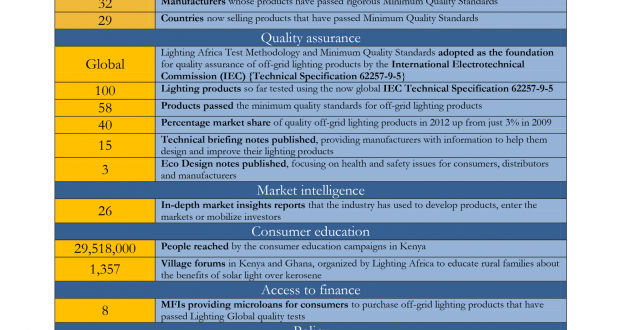 32 Manufacturers whose products have passed rigorous Minimum Quality Standards
29 Countries now selling products that have passed Minimum Quality Standards
Quality assurance
Lighting Africa Test Methodology and Minimum Quality Standards adopted as the foundation
Global for quality assurance of off-grid lighting products by the International Electrotechnical
Commission (IEC) {Technical Specification 62257-9-5}
100 Lighting products so far tested using the now global IEC Technical Specification 62257-9-5
58 Products passed the minimum quality standards for off-grid lighting products
40 Percentage market share of quality off-grid lighting products in 2012 up from just 3% in 2009
15 Technical briefing notes published, providing manufacturers with information to help them
design and improve their lighting products
3 Eco Design notes published, focusing on health and safety issues for consumers, distributors
and manufacturers
Market intelligence
26 In-depth market insights reports that the industry has used to develop products, enter the
markets or mobilize investors
Consumer education
29,518,000 People reached by the consumer education campaigns in Kenya
1,357 Village forums in Kenya and Ghana, organized by Lighting Africa to educate rural families about
the benefits of solar light over kerosene
Access to finance
8 MFIs providing microloans for consumers to purchase off-grid lighting products that have
passed Lighting Global quality tests